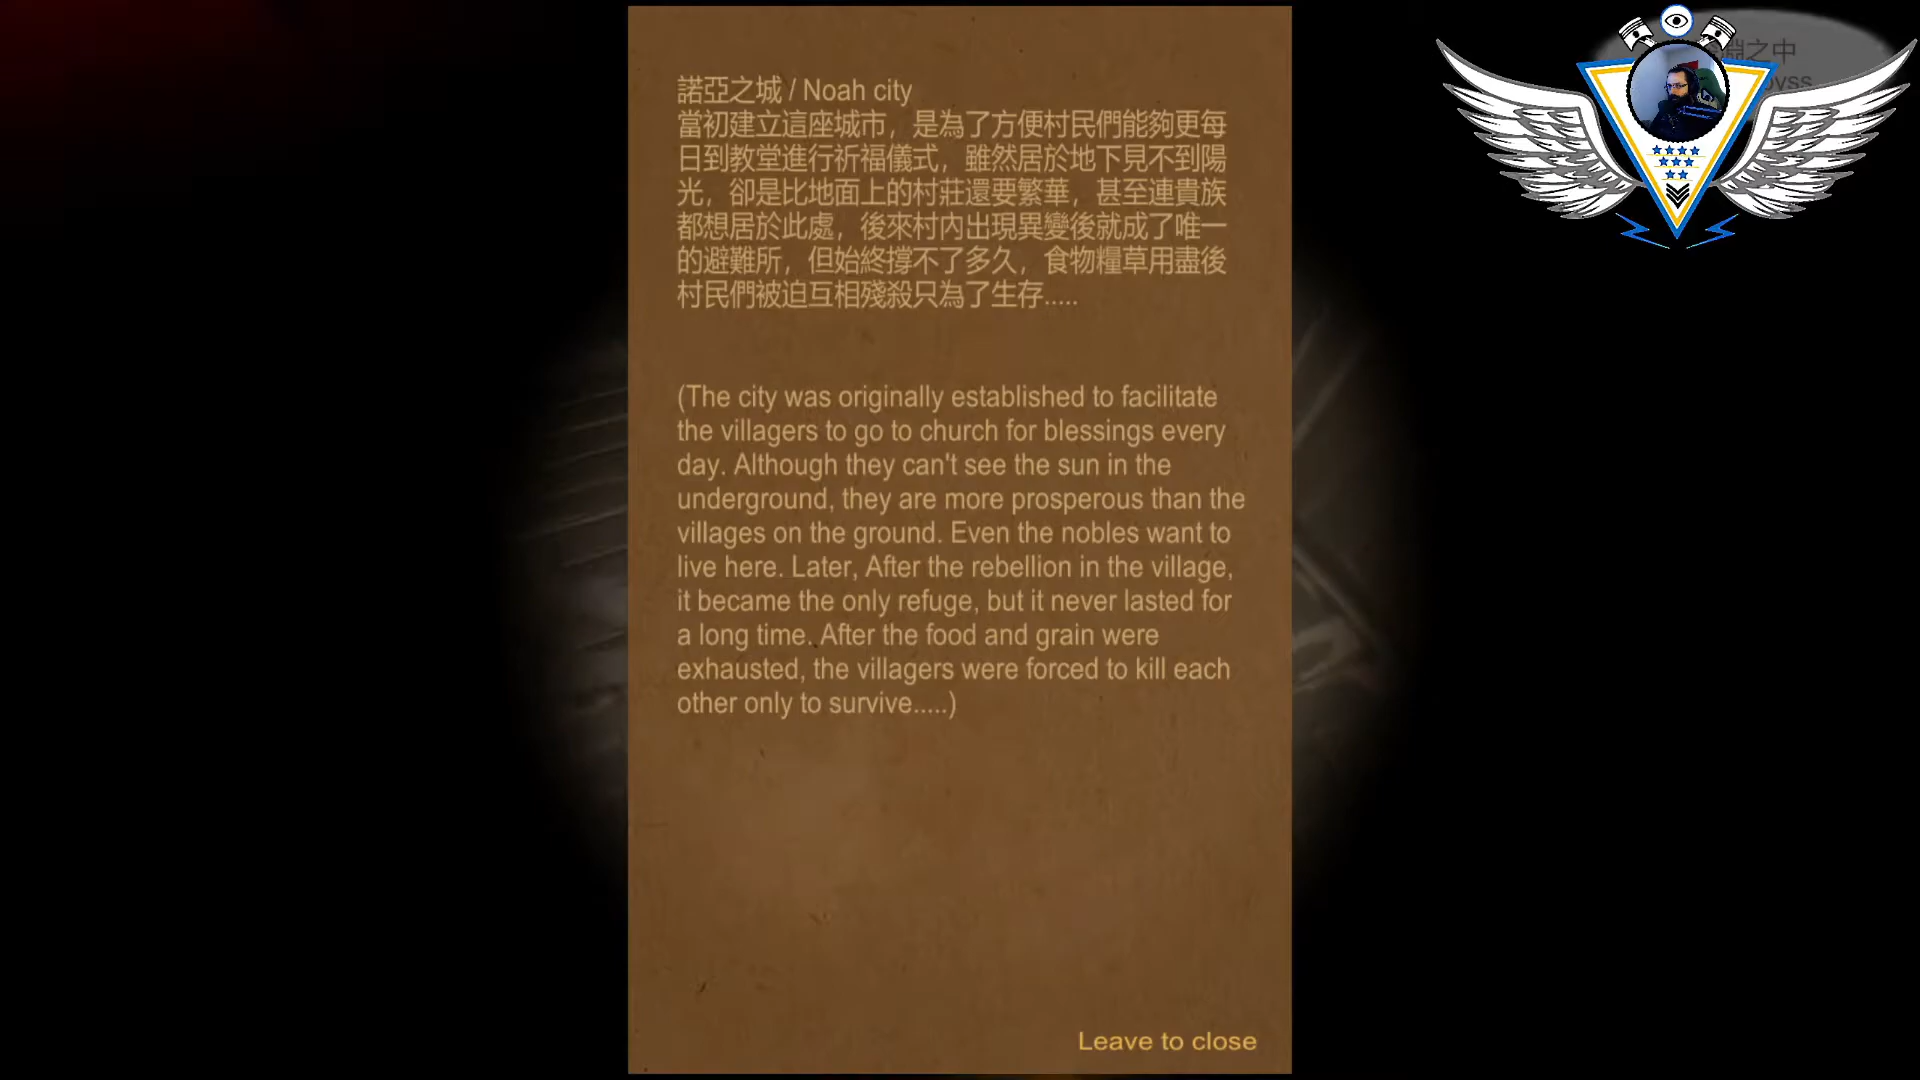 諾亞之城 / Noah city
當初建立這座城市，是為了方便村民們能夠更每
日到教堂進行祈福儀式，雖然居於地下見不到陽
光，卻是比地面上的村莊還要繁華，甚至連貴族
都想居於此處，後來村內出現異變後就成了唯一
的避難所，但始終撐不了多久，食物糧草用盡後
村民們被迫互相殘殺只為了生存.....
(The city was originally established to facilitate
the villagers to go to church for blessings every
day. Although they can't see the sun in the
underground, they are more prosperous than the
villages on the ground. Even the nobles want to
live here. Later, After the rebellion in the village,
it became the only refuge, but it never lasted for
a long time. After the food and grain were
exhausted, the villagers were forced to kill each
other only to survive.....)
Leave to close
淵之中